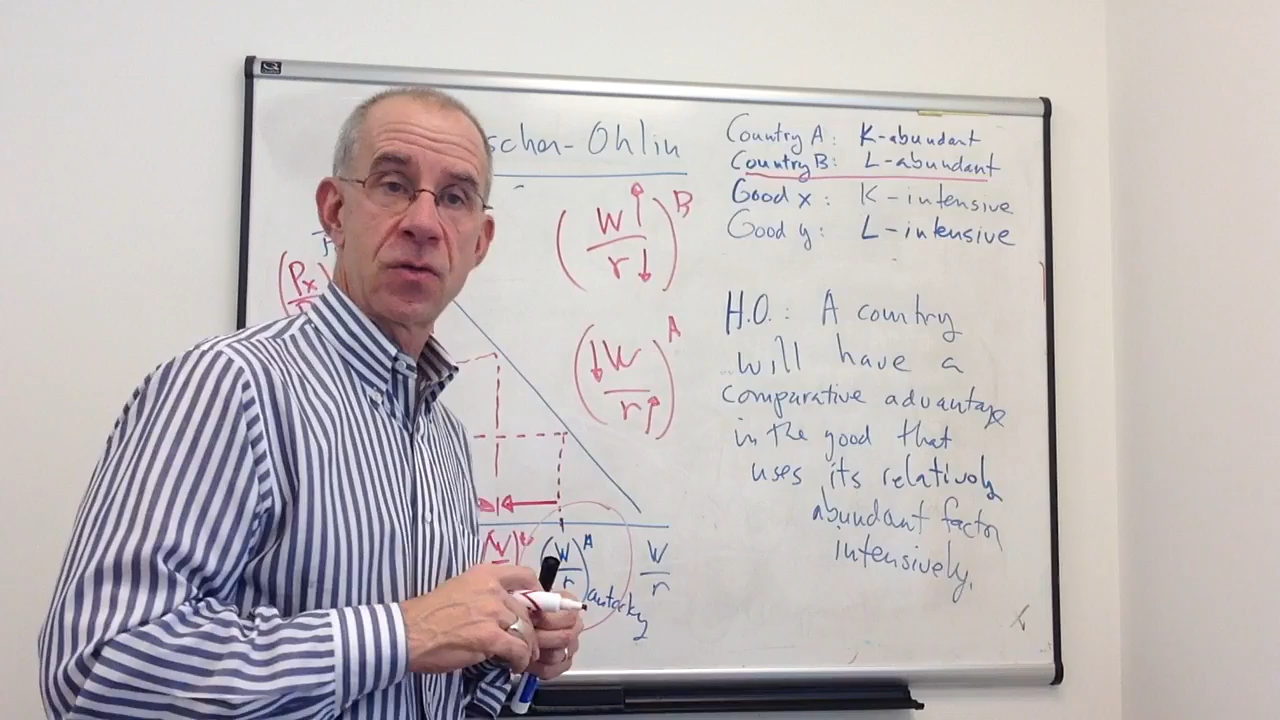 scher-Ohlin
Country A: K-abundant
Country B: L-abundant
Good x: K-intensive
Good y: L-intensive
(W/r)B
(Px
(W/r)A
H.O.: A country
will have a
comparative advantage
in the good that
uses its relatively
abundant factor
intensively.
(W B
(W/r)A autarky
W/r